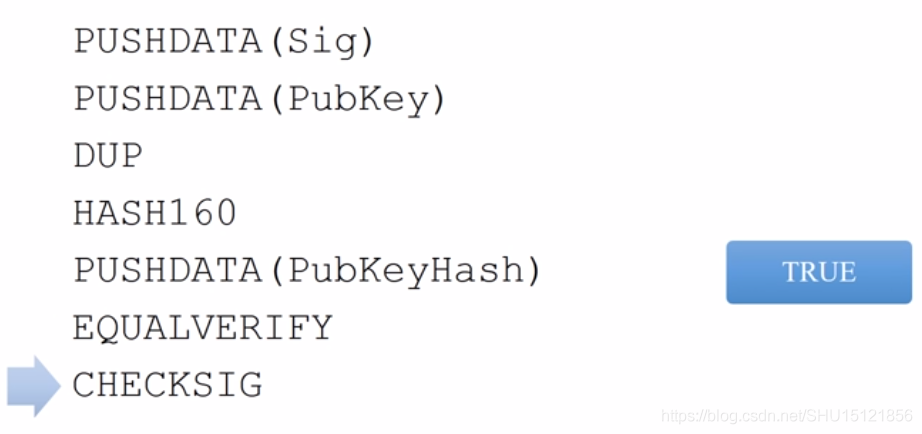 PUSHDATA(Sig)
PUSHDATA(PubKey)
DUP
HASH160
PUSHDATA(PubKeyHash)
TRUE
EQUALVERIFY
CHECKSIG
https://blog.csdn.net/SHU15121856